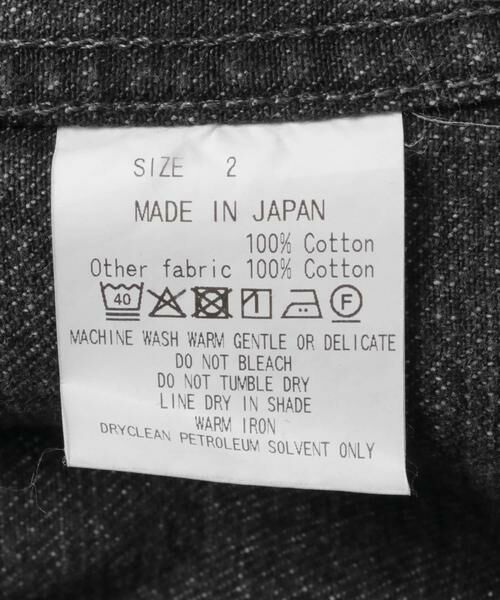 SIZE 2
MADE IN JAPAN
100% Cotton
Other fabric 100% Cotton
40 F
MACHINE WASH WARM GENTLE OR DELICATE
DO NOT BLEACH
DO NOT TUMBLE DRY
LINE DRY IN SHADE
WARM IRON
DRYCLEAN PETROLEUM SOLVENT ONLY